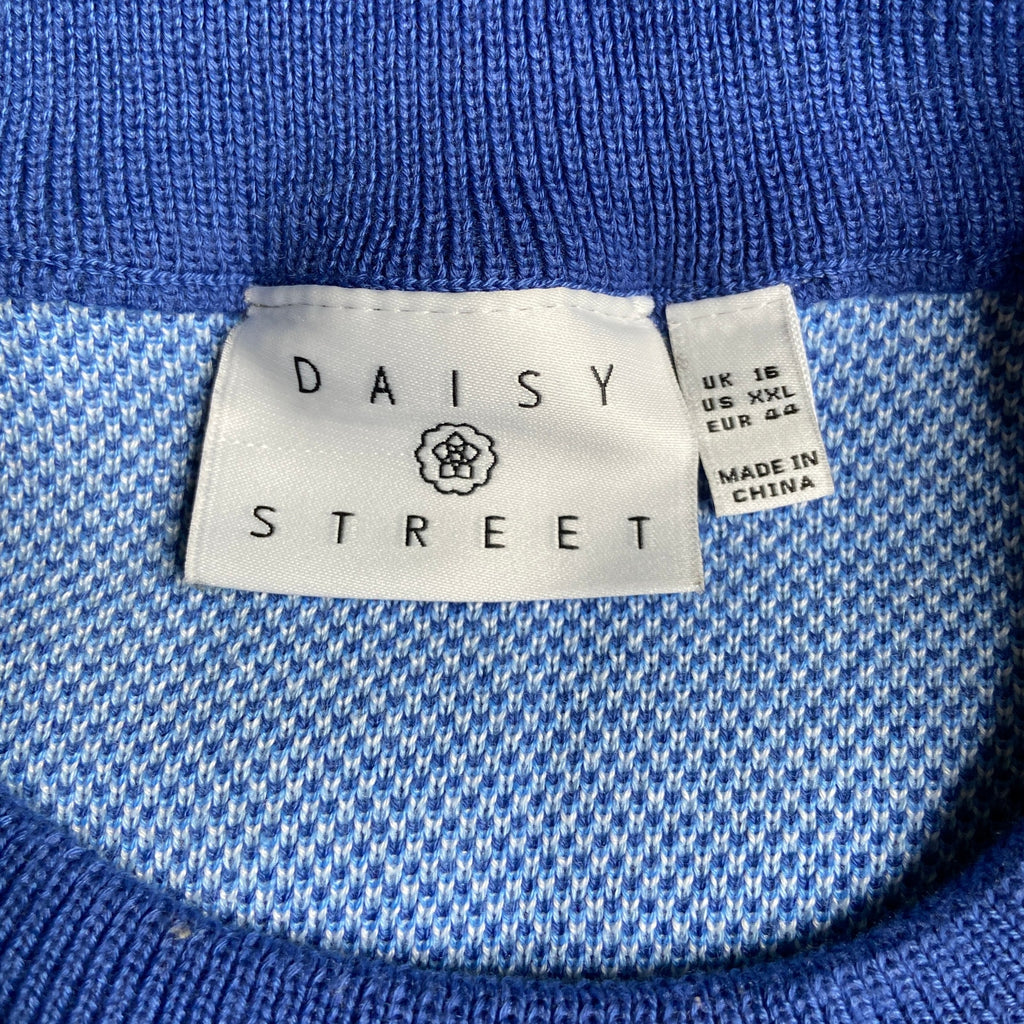 DAISY
STREET
UK 16
US XXL
EUR 44
MADE IN
CHINA